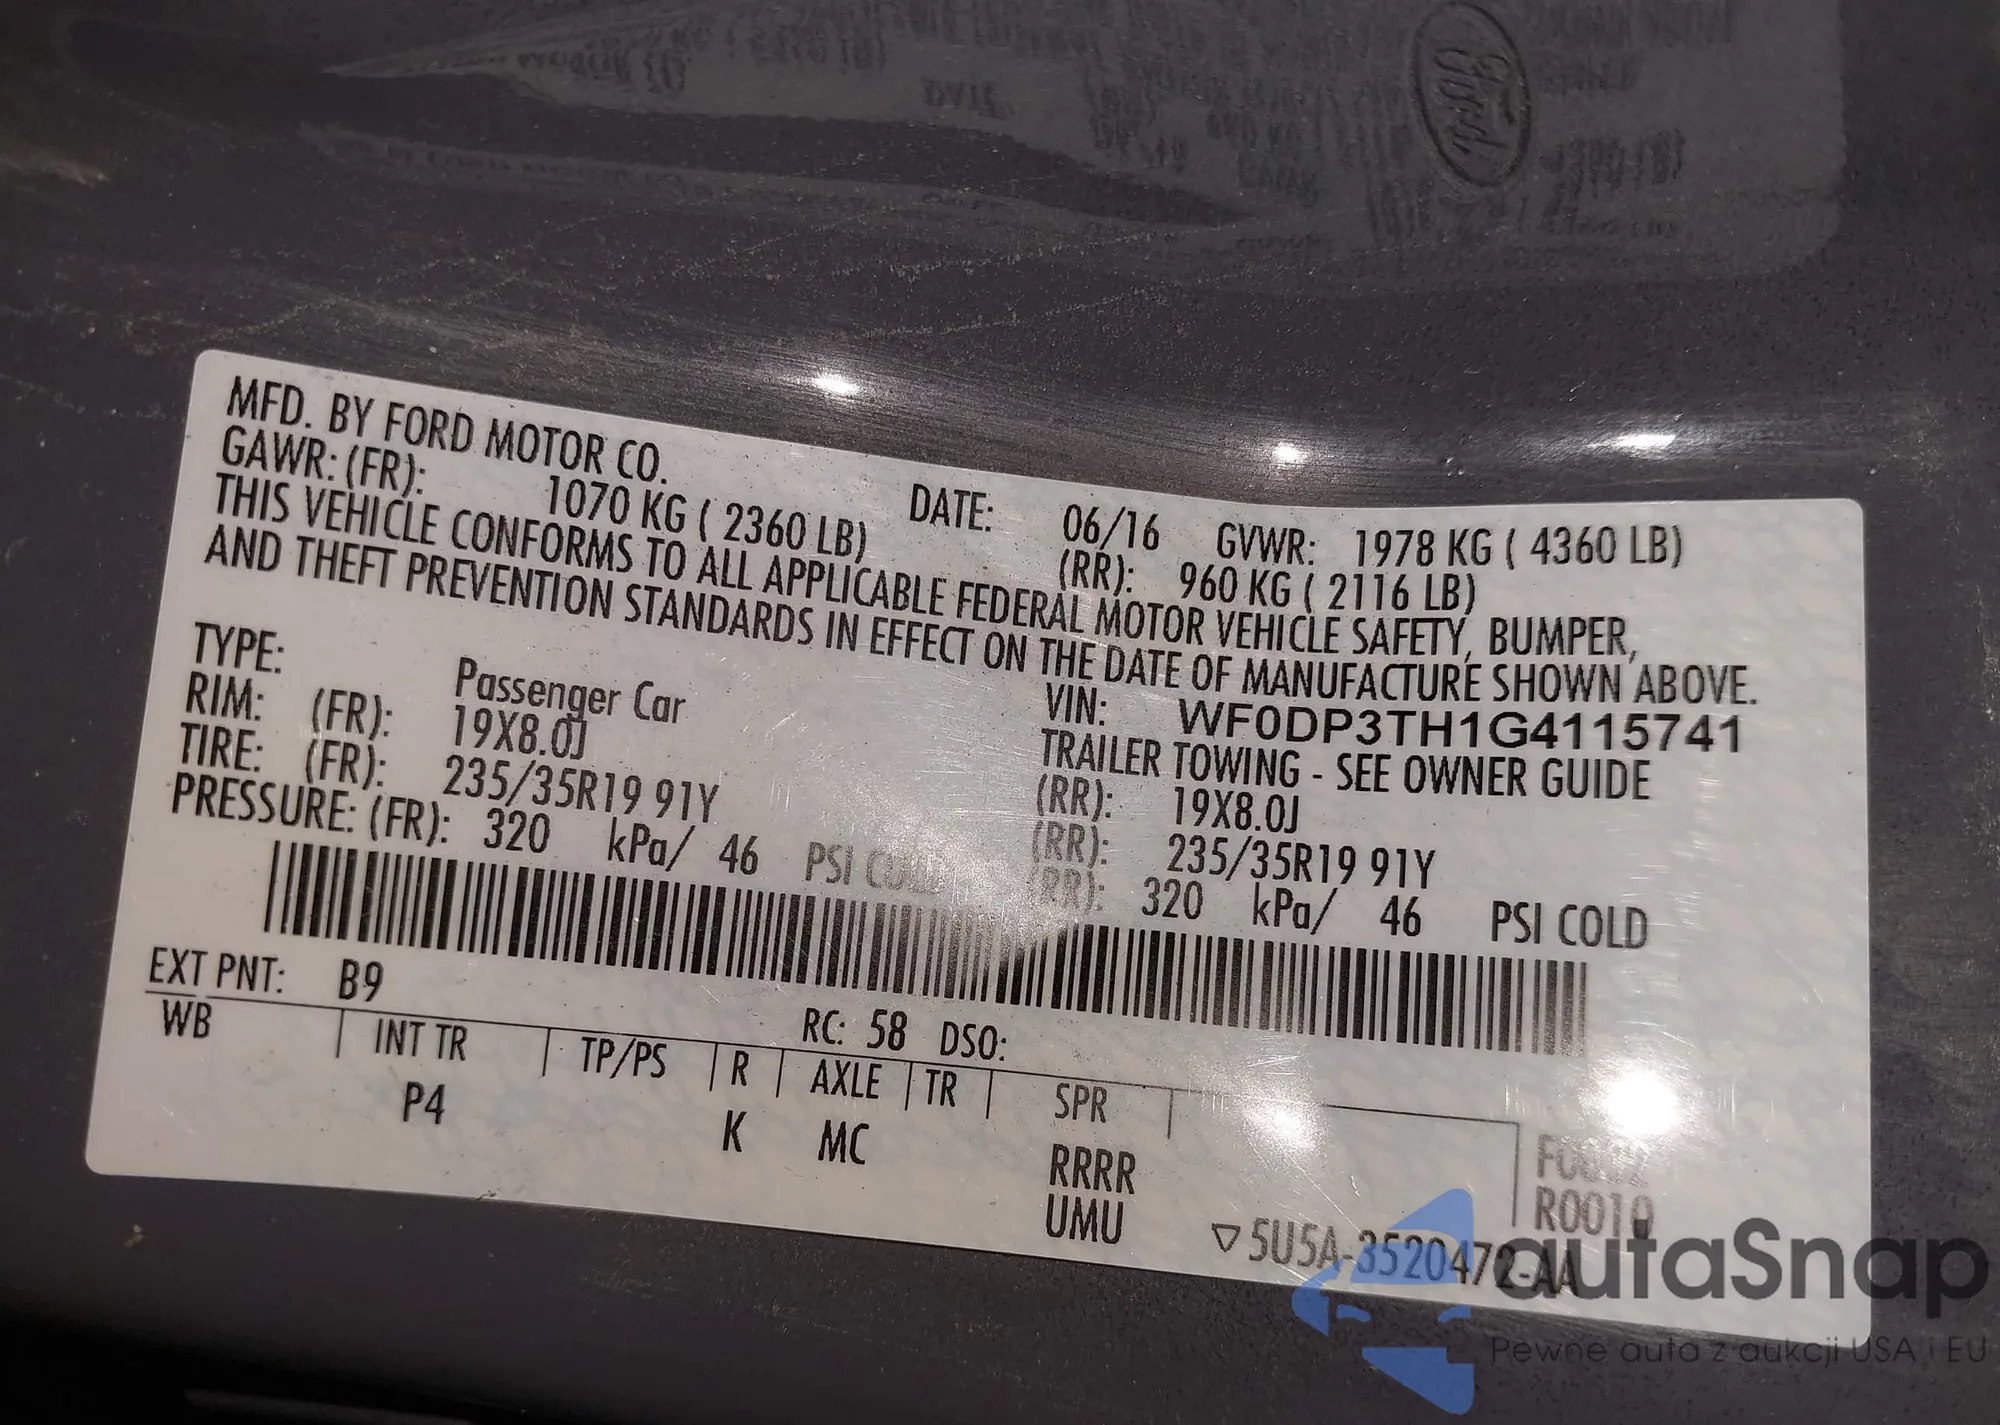 Ford
MFD. BY FORD MOTOR CO. DATE: 06/16 GVWR: 1978 KG ( 4360 LB)
GAWR: (FR): 1070 KG ( 2360 LB) (RR): 960 KG ( 2116 LB)
THIS VEHICLE CONFORMS TO ALL APPLICABLE FEDERAL MOTOR VEHICLE SAFETY, BUMPER,
AND THEFT PREVENTION STANDARDS IN EFFECT ON THE DATE OF MANUFACTURE SHOWN ABOVE.
VIN: WF0DP3TH1G4115741
TYPE: Passenger Car TRAILER TOWING - SEE OWNER GUIDE
RIM: (FR): 19X8.0J (RR): 19X8.0J
TIRE: (FR): 235/35R19 91Y (RR): 235/35R19 91Y
PRESSURE: (FR): 320 kPa/ 46 PSI COLD (RR): 320 kPa/ 46 PSI COLD
EXT PNT: B9 RC: 58 DSO:
WB INT TR TP/PS R AXLE TR SPR
P4 K MC RRRR
UMU R0010
▽5U5A-3520472-AA
autaSnap
Pewne auta z aukcji USA i EU